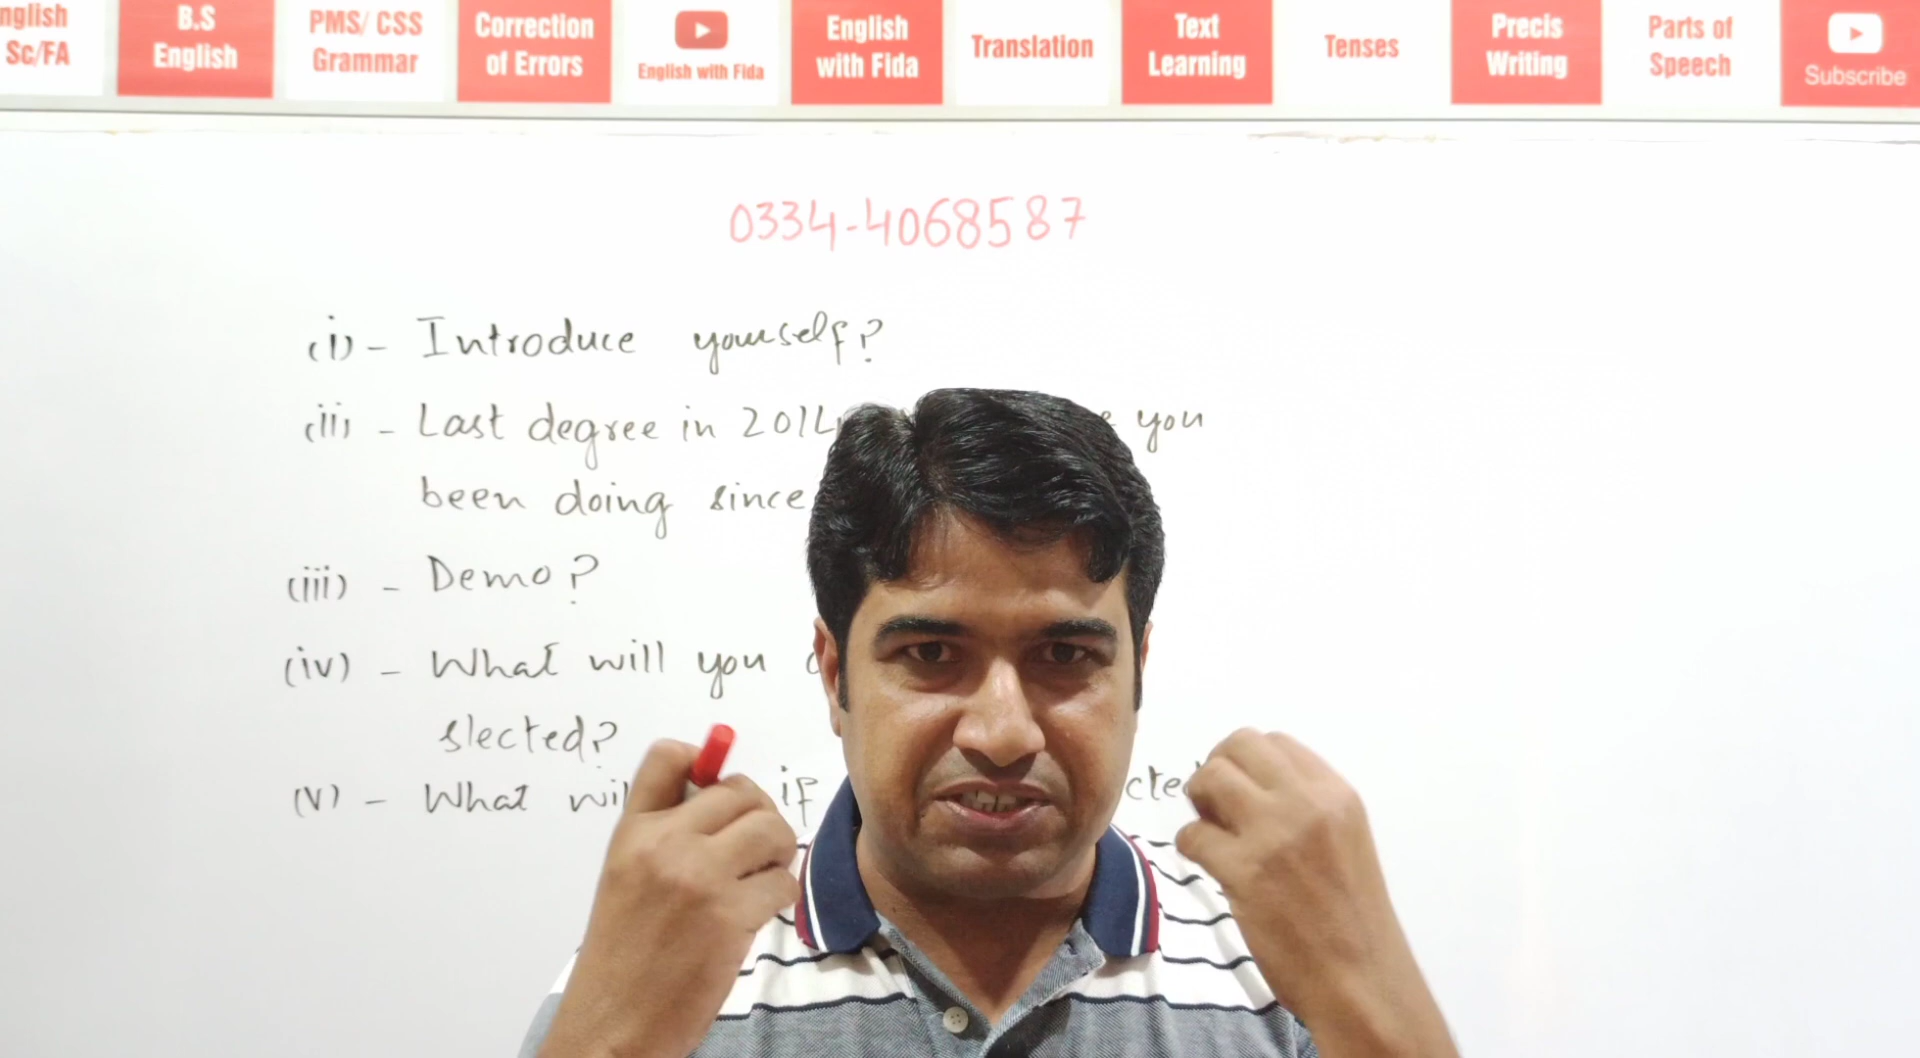 nglish
Sc/FA
B.S
English
PMS/ CSS
Grammar
Correction
of Errors
English with Fida
English
with Fida
Translation
Text
Learning
Tenses
Precis
Writing
Parts of
Speech
Subscribe
0334-4068587
(i) - Introduce yourself?
(ii) - Last degree in 2014 you
been doing since
(iii) - Demo?
(iv) - What will you
slected?
(v) - What if